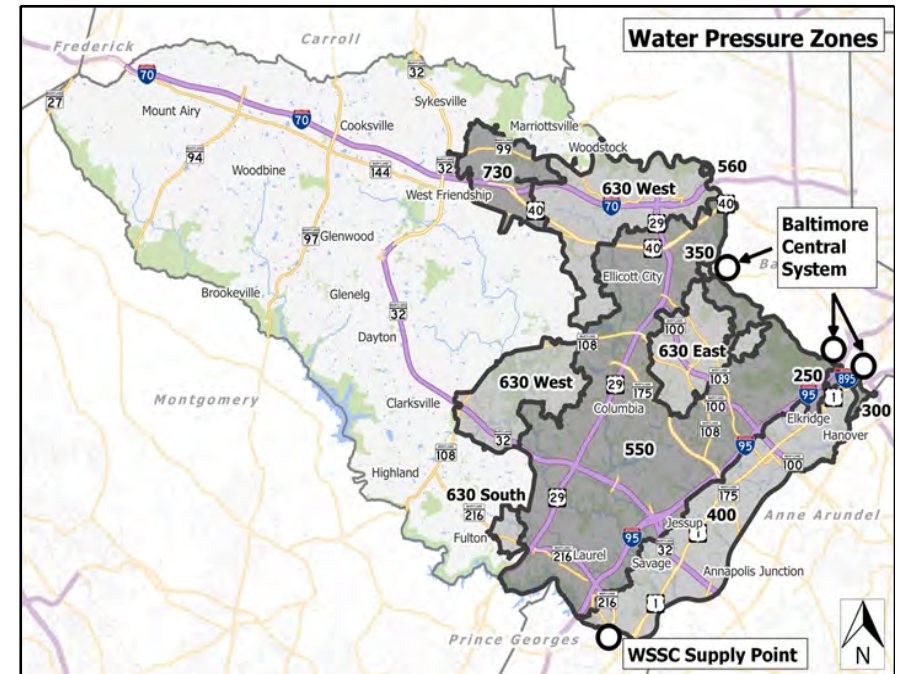 Water Pressure Zones
Frederick
Carroll
70
27
32
Sykesville
Mount Airy
70
Cooksville
Marriottsville
99
Woodstock
94
Woodbine
144
32
730
560
West Friendship
630 West
70
40
40
29
Baltimore
Central
System
97
Glenwood
40
350
Ellicott City
Brookeville
Glenelg
32
100
Dayton
108
630 East
630 West
29
175
103
250
895
95
1
300
Columbia
100
Elkridge
Montgomery
Clarksville
108
Hanover
32
550
95
108
100
Highland
175
630 South
29
400
Anne Arundel
216
Jessup
1
Fulton
95
32
216
Laurel
Savage
Annapolis Junction
216
1
Prince Georges
WSSC Supply Point
N